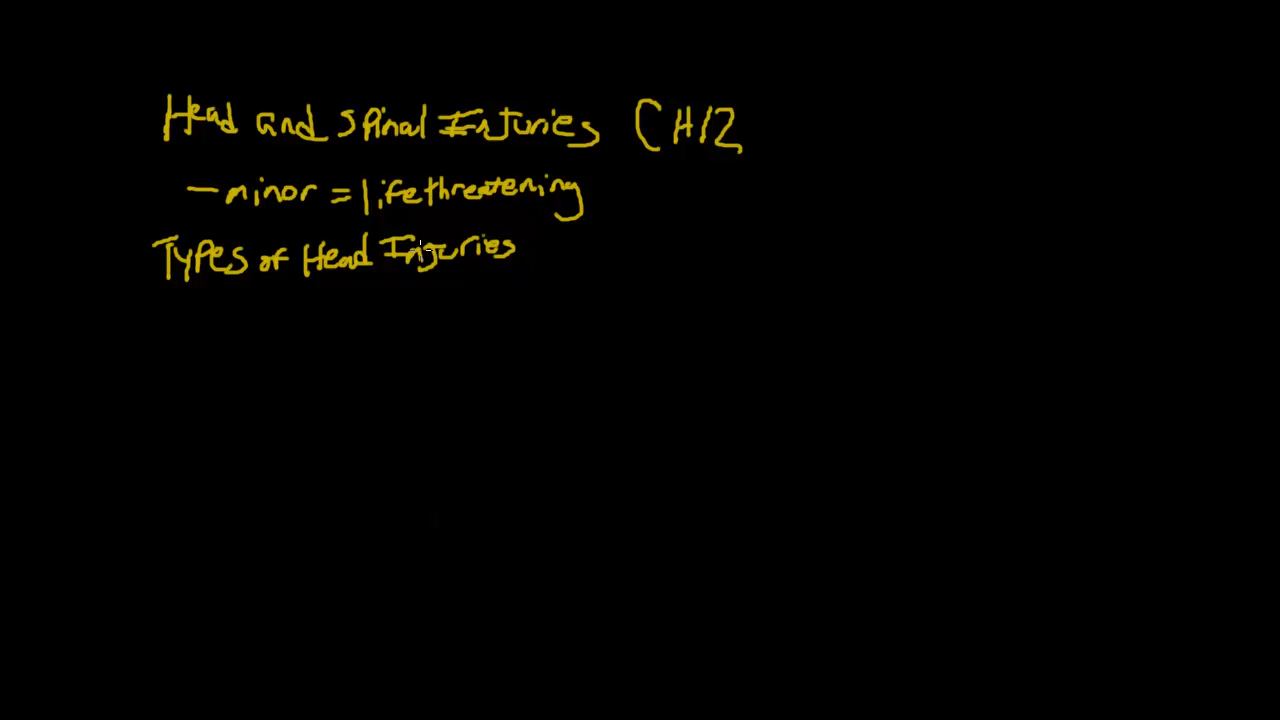 Head and Spinal Injuries CH12
- minor = lifethreatening
Types of Head Injuries